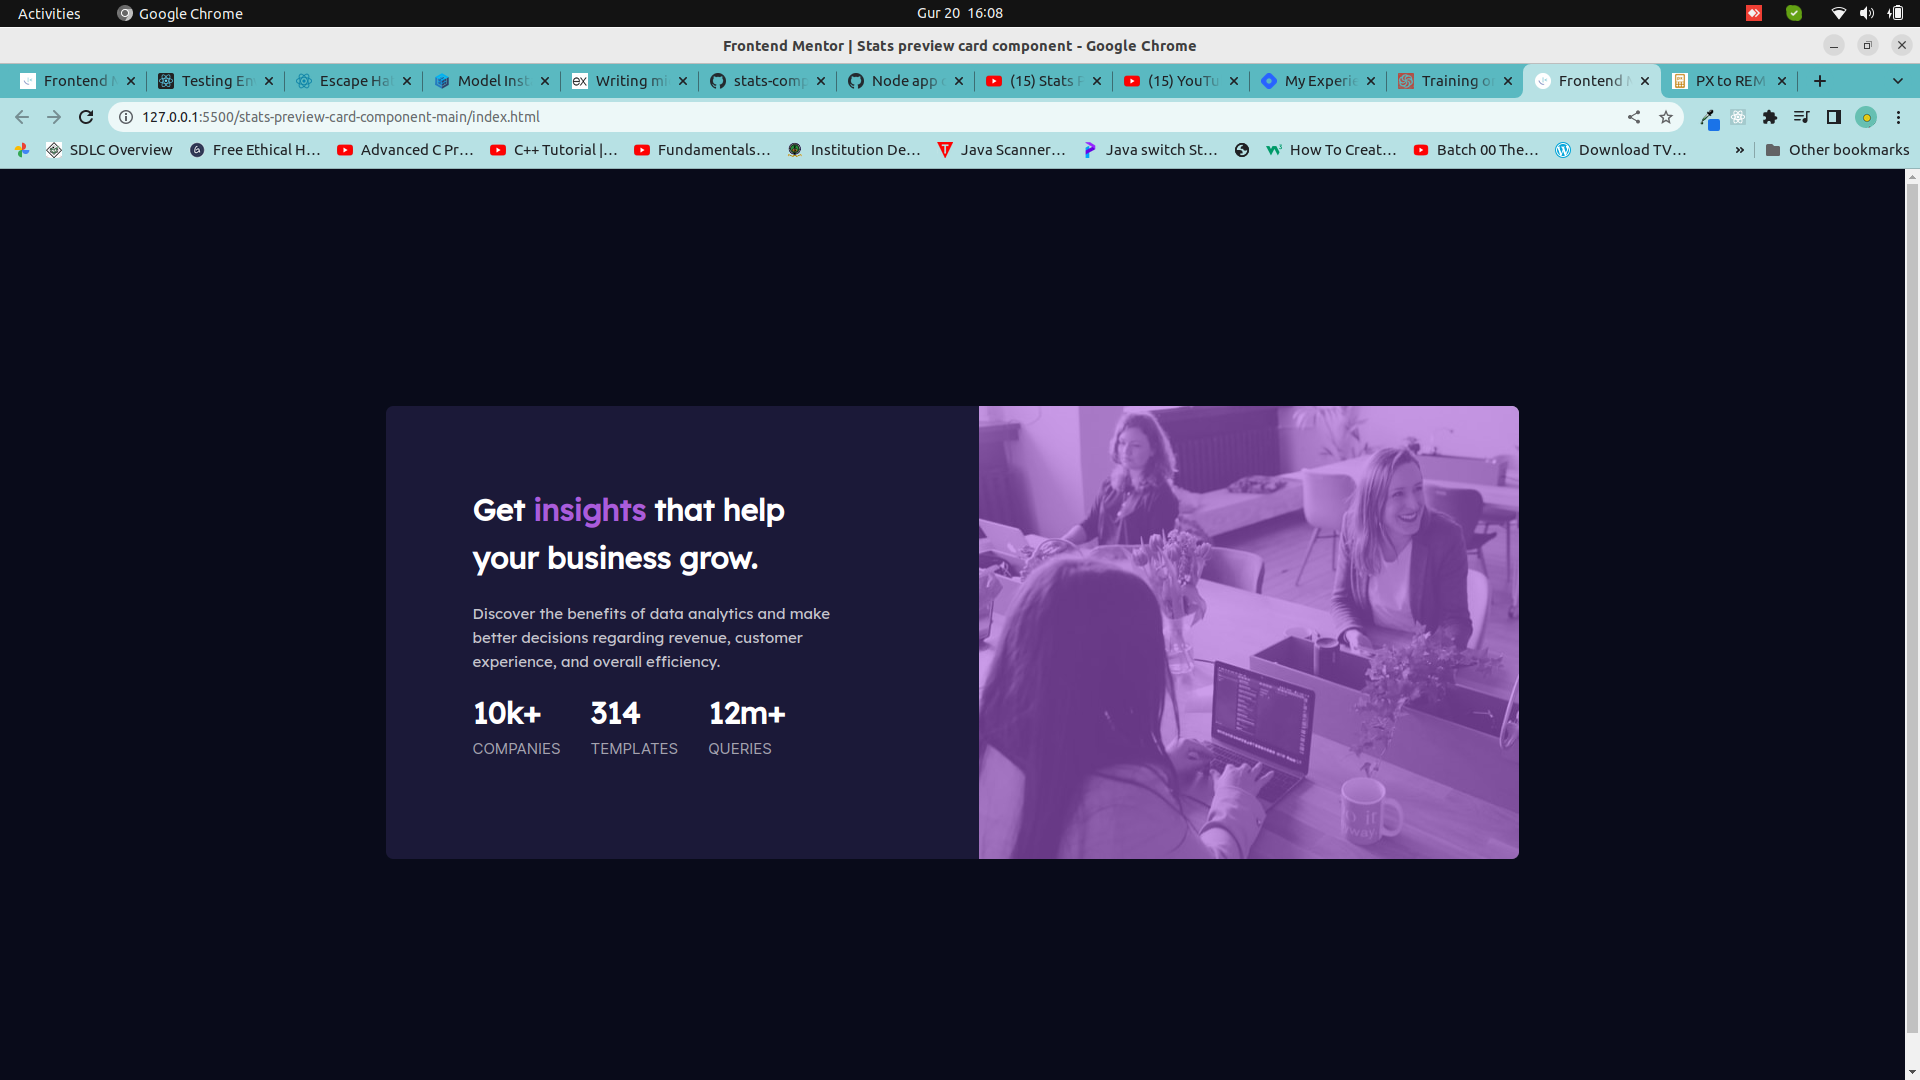 Activities
Google Chrome
Gur 20 16:08
Frontend Mentor | Stats preview card component - Google Chrome
Frontend
Testing Em
Escape Ha
Model Inst
Writing mi
stats-comp
Node app
(15) Stats
(15) YouTu
My Experie
Training o
Frontend
PX to REM
127.0.0.1:5500/stats-preview-card-component-main/index.html
SDLC Overview
Free Ethical H...
Advanced C Pr...
C++ Tutorial |...
Fundamentals...
Institution De...
Java Scanner...
Java switch St...
How To Creat...
Batch 00 The...
Download TV...
»
Other bookmarks
Get insights that help
your business grow.
Discover the benefits of data analytics and make
better decisions regarding revenue, customer
experience, and overall efficiency.
10k+ 314 12m+
COMPANIES TEMPLATES QUERIES